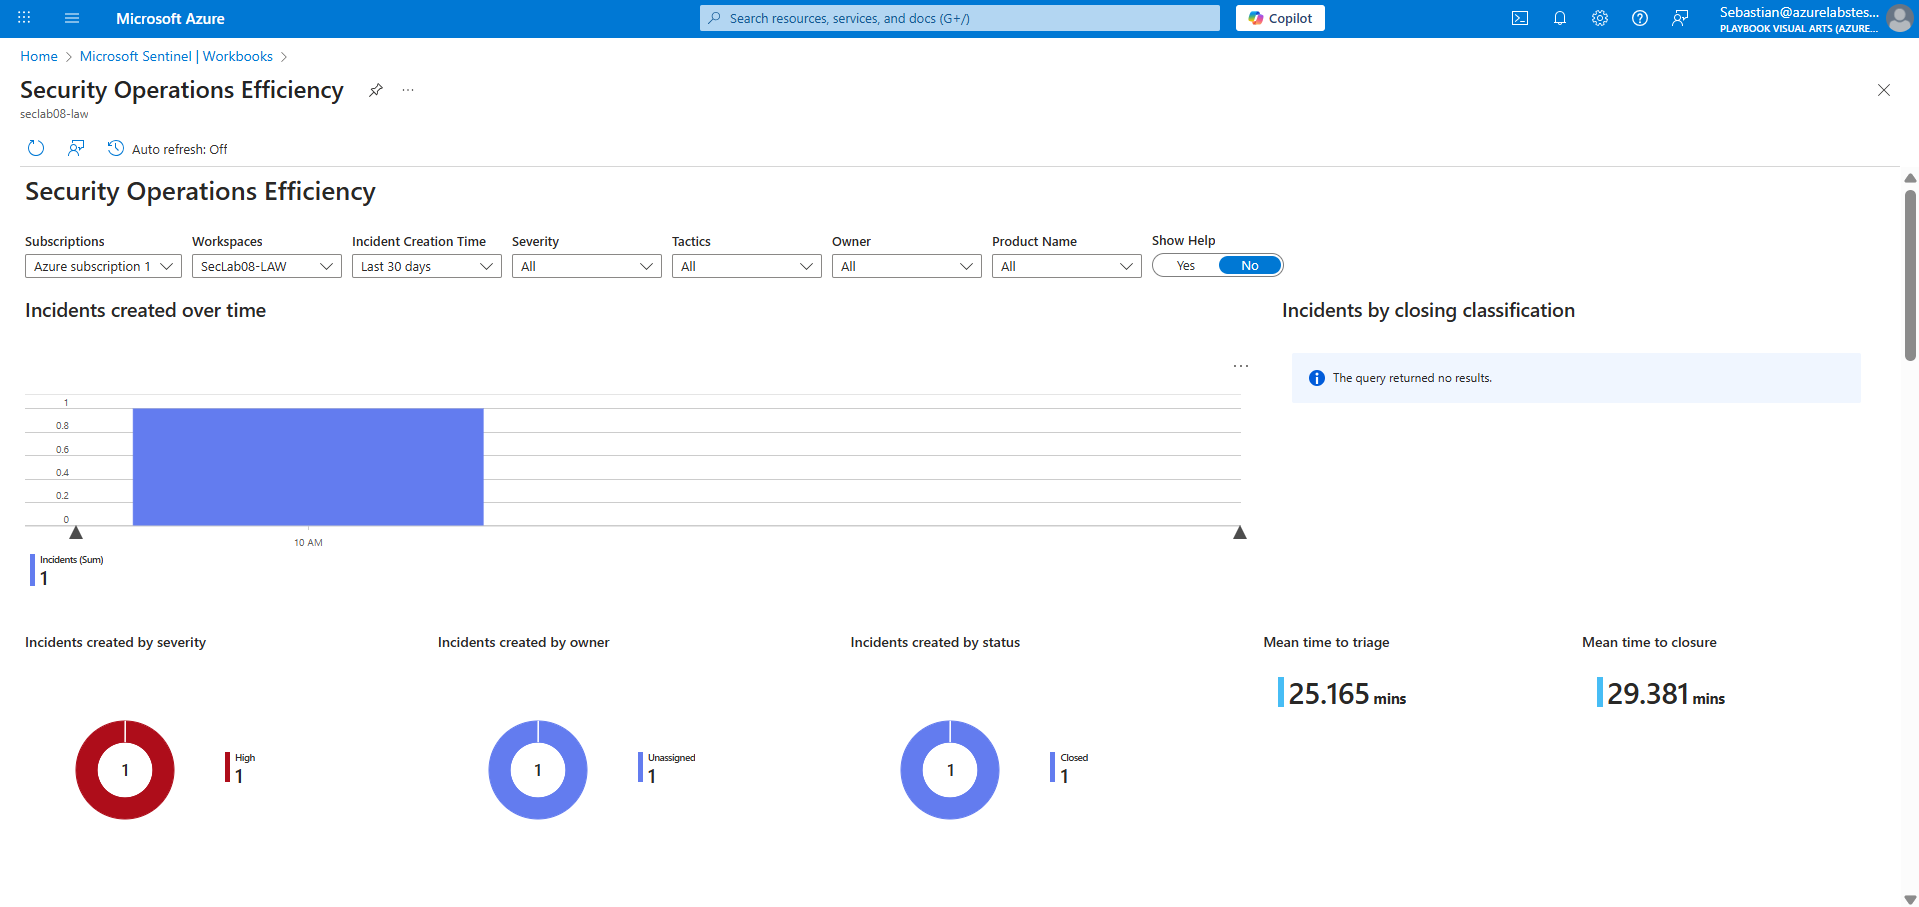 Microsoft Azure
Search resources, services, and docs (G+/)
Copilot
Sebastian@azurelabstes...
PLAYBOOK VISUAL ARTS (AZURE...
Home > Microsoft Sentinel | Workbooks >
Security Operations Efficiency
...
seclab08-law
Auto refresh: Off
Security Operations Efficiency
Subscriptions Workspaces Incident Creation Time Severity Tactics Owner Product Name Show Help
Azure subscription 1 SecLab08-LAW Last 30 days All All All All Yes No
Incidents created over time
Incidents by closing classification
...
The query returned no results.
1
0.8
0.6
0.4
0.2
0
10 AM
Incidents (Sum)
1
Incidents created by severity
1
High
1
Incidents created by owner
1
Unassigned
1
Incidents created by status
1
Closed
1
Mean time to triage
25.165 mins
Mean time to closure
29.381 mins